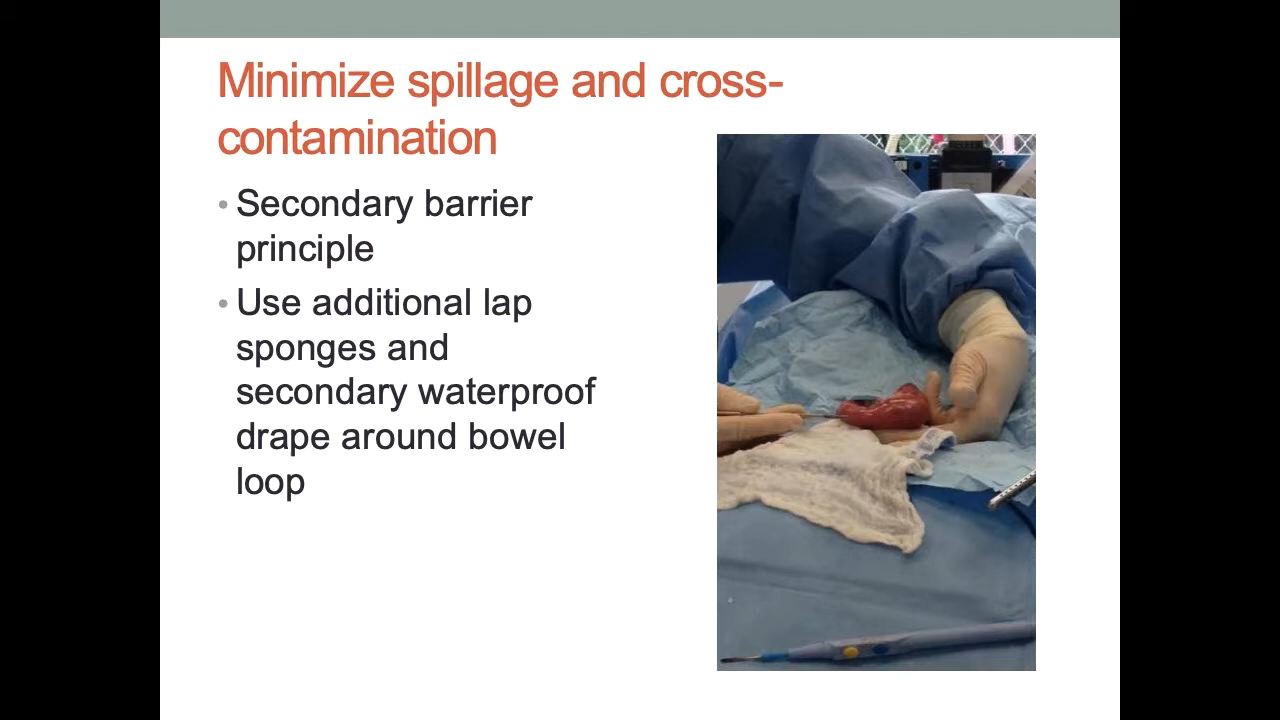 Minimize spillage and cross-
contamination
• Secondary barrier
principle
• Use additional lap
sponges and
secondary waterproof
drape around bowel
loop